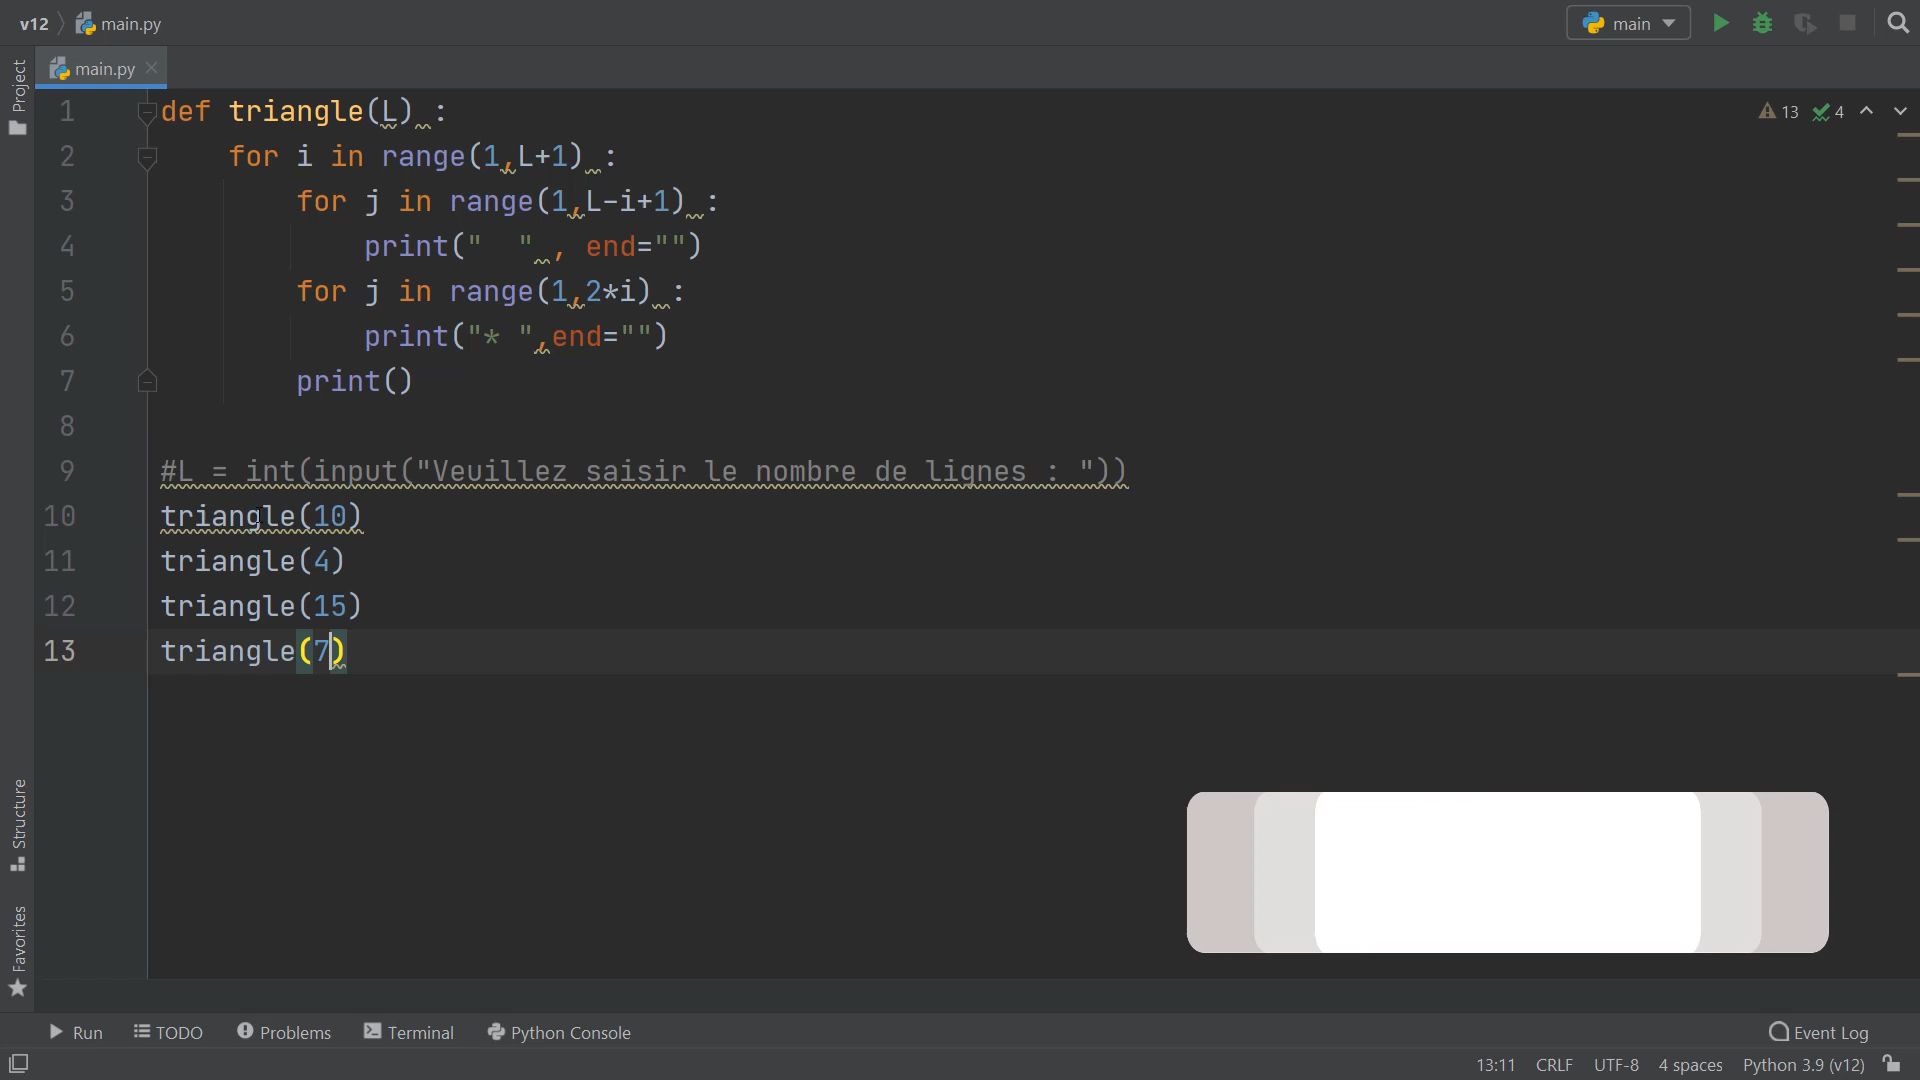 v12 main.py main
main.py
Project
1 def triangle(L) : 13 4
2 for i in range(1,L+1) :
3 for j in range(1,L-i+1) :
4 print("  " , end="")
5 for j in range(1,2*i) :
6 print("* ",end="")
7 print()
8
9 #L = int(input("Veuillez saisir le nombre de lignes : "))
10 triangle(10)
11 triangle(4)
12 triangle(15)
13 triangle(7)
Structure
Favorites
Run TODO Problems Terminal Python Console Event Log
13:11 CRLF UTF-8 4 spaces Python 3.9 (v12)